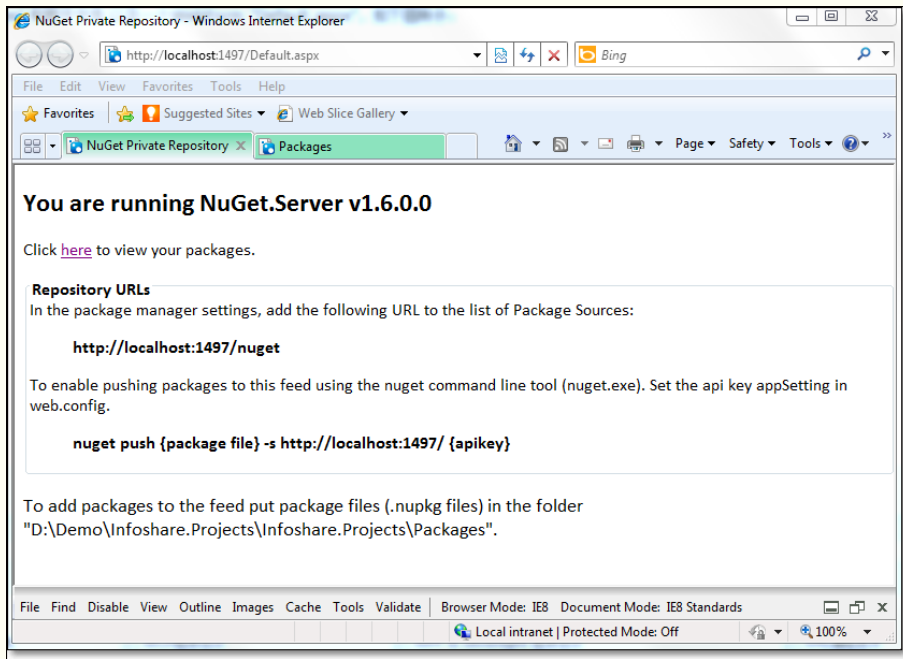 NuGet Private Repository - Windows Internet Explorer
http://localhost:1497/Default.aspx
Bing
File Edit View Favorites Tools Help
Favorites Suggested Sites Web Slice Gallery
NuGet Private Repository X Packages Page Safety Tools »
You are running NuGet.Server v1.6.0.0
Click here to view your packages.
Repository URLs
In the package manager settings, add the following URL to the list of Package Sources:
http://localhost:1497/nuget
To enable pushing packages to this feed using the nuget command line tool (nuget.exe). Set the api key appSetting in
web.config.
nuget push {package file} -s http://localhost:1497/ {apikey}
To add packages to the feed put package files (.nupkg files) in the folder
"D:\Demo\Infoshare.Projects\Infoshare.Projects\Packages".
File Find Disable View Outline Images Cache Tools Validate Browser Mode: IE8 Document Mode: IE8 Standards
Local intranet | Protected Mode: Off 100%